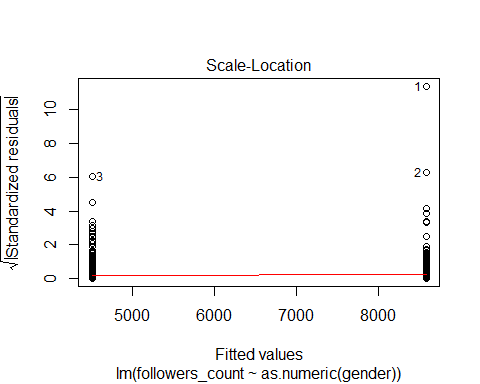 Scale-Location
√|Standardized residuals|
10
8
6
4
2
0
1
2
3
5000 6000 7000 8000
Fitted values
lm(followers_count ~ as.numeric(gender))